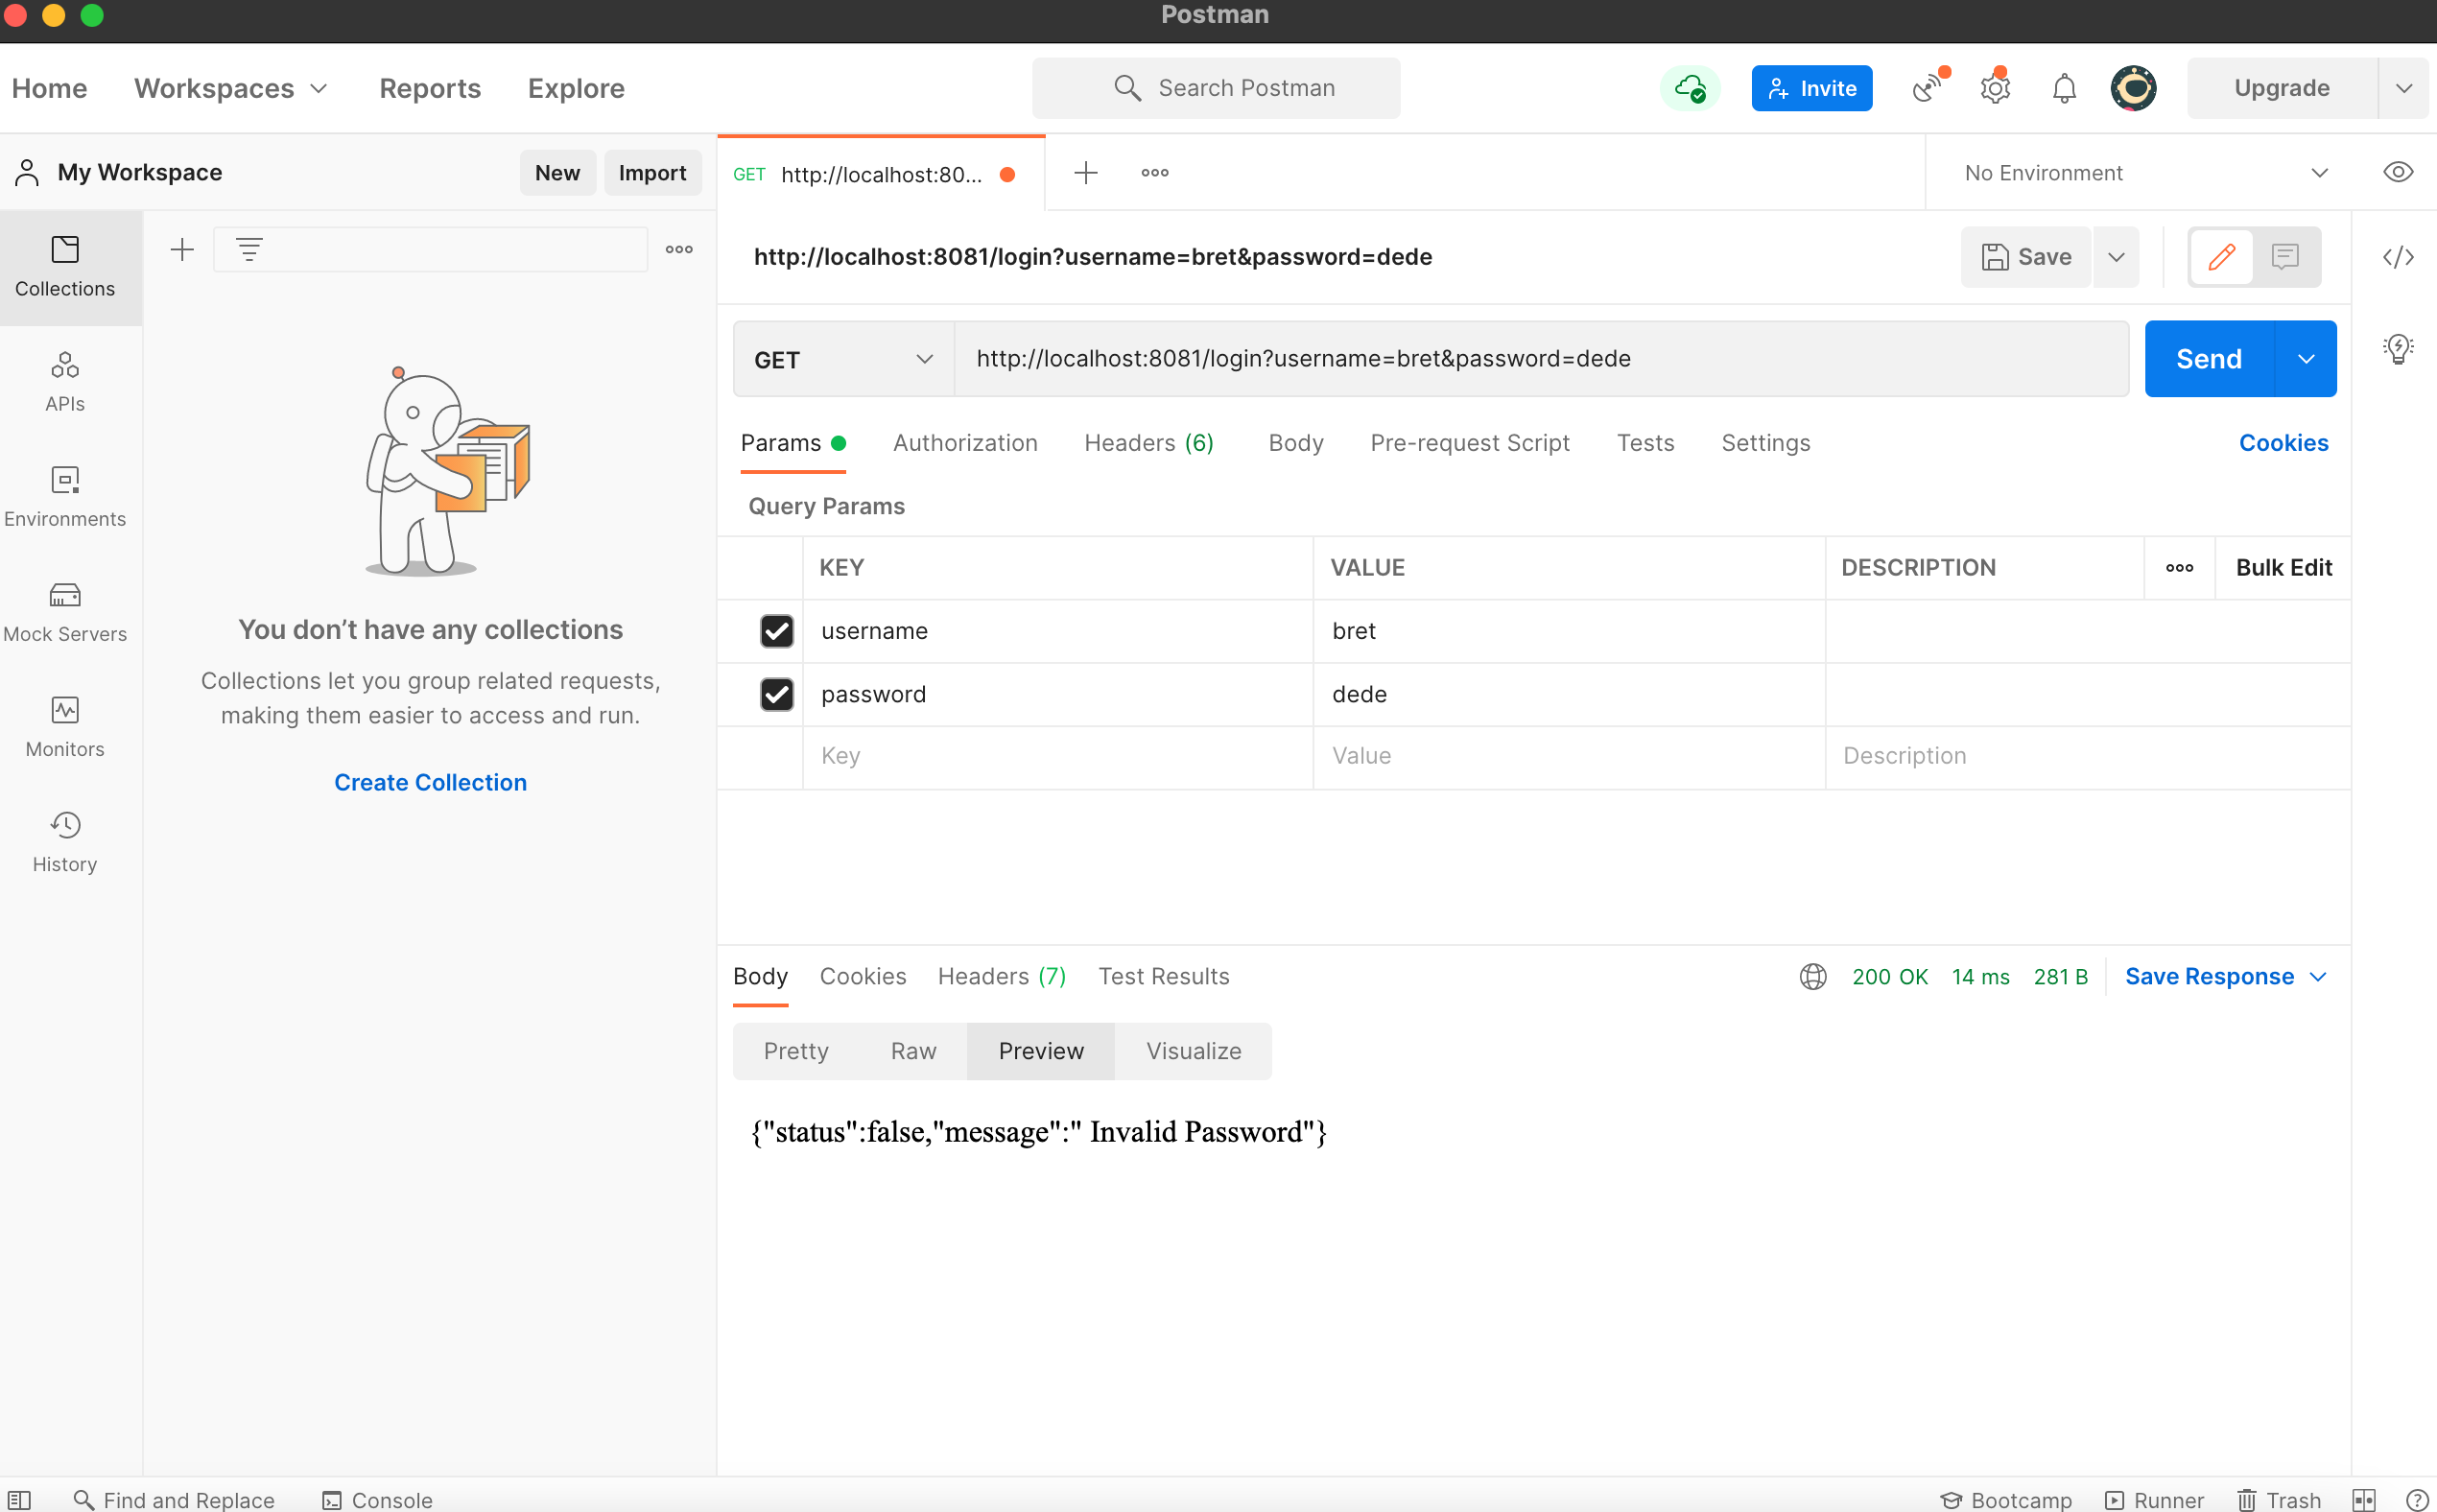 Postman
Home Workspaces Reports Explore Search Postman Invite Upgrade
My Workspace New Import GET http://localhost:80... No Environment
Collections
APIs
Environments
Mock Servers
Monitors
History
You don’t have any collections
Collections let you group related requests,
making them easier to access and run.
Create Collection
http://localhost:8081/login?username=bret&password=dede Save
GET http://localhost:8081/login?username=bret&password=dede Send
Params Authorization Headers (6) Body Pre-request Script Tests Settings Cookies
Query Params
KEY VALUE DESCRIPTION Bulk Edit
username bret
password dede
Key Value Description
Body Cookies Headers (7) Test Results 200 OK 14 ms 281 B Save Response
Pretty Raw Preview Visualize
{"status":false,"message":" Invalid Password"}
Find and Replace Console Bootcamp Runner Trash